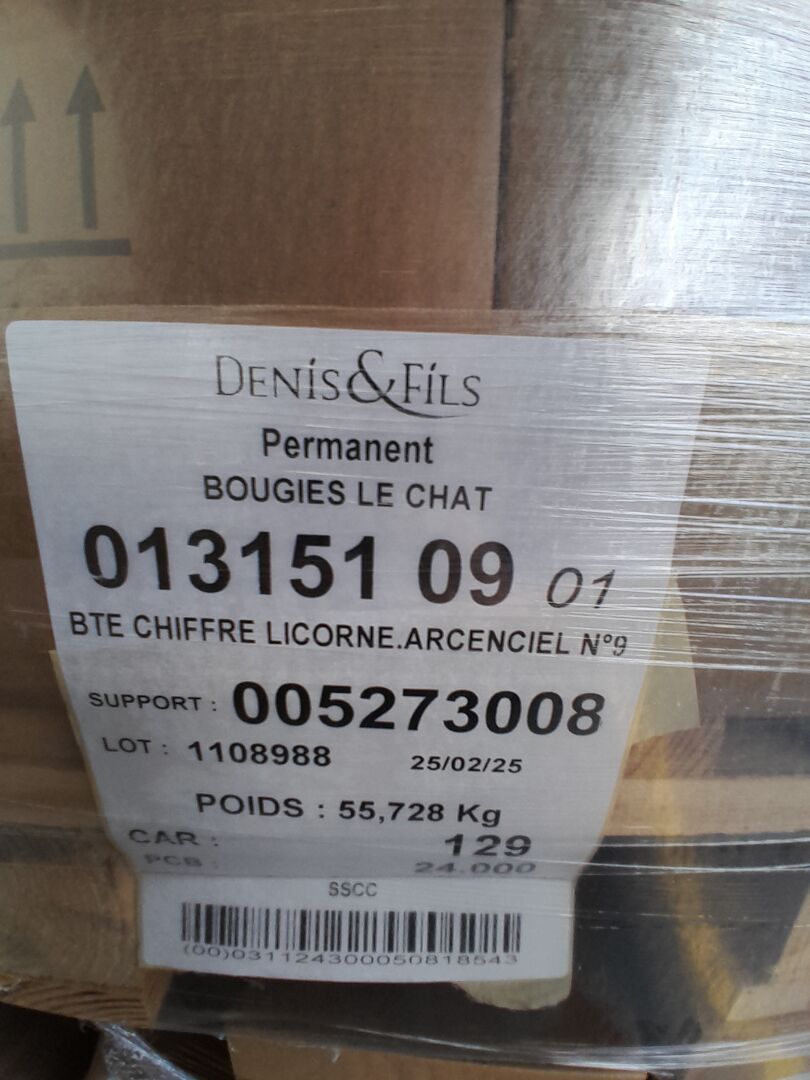 DENIS&FILS
Permanent
BOUGIES LE CHAT
013151 09 01
BTE CHIFFRE LICORNE.ARCENCIEL N°9
SUPPORT : 005273008
LOT : 1108988 25/02/25
POIDS : 55,728 Kg
CAR : 129
PCB : 24.000
SSCC
(00)031124300050818543